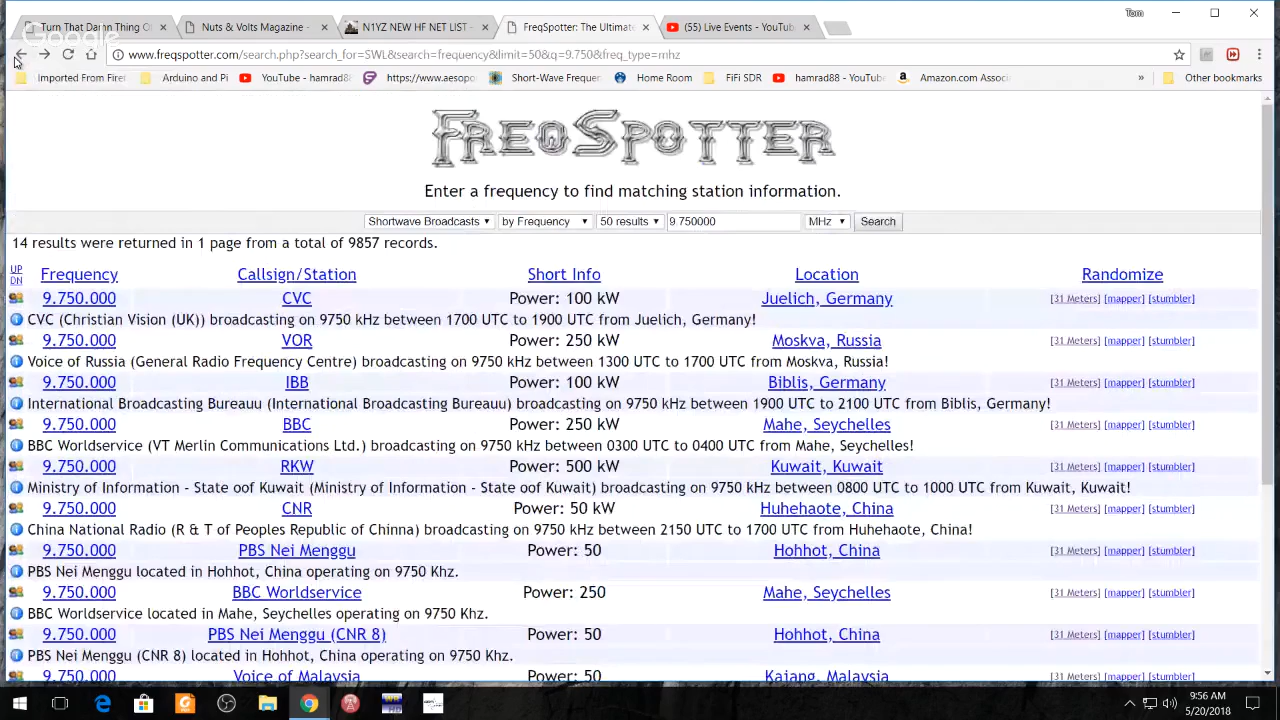 Tom
Turn That Damn Thing O
Nuts & Volts Magazine -
N1YZ NEW HF NET LIST -
FreqSpotter: The Ultimate
(55) Live Events - YouTube
Google
www.freqspotter.com/search.php?search_for=SWL&search=frequency&limit=50&q=9.750&freq_type=mhz
Imported From Firef
Arduino and Pi
YouTube - hamrad8
https://www.aesopo
Short-Wave Frequen
Home Room
FiFi SDR
hamrad88 - YouTube
Amazon.com Associ
»
Other bookmarks
FreqSpotter
Enter a frequency to find matching station information.
Shortwave Broadcasts by Frequency 50 results 9 750000 MHz Search
14 results were returned in 1 page from a total of 9857 records.
UP
DN
Frequency Callsign/Station Short Info Location Randomize
9.750.000 CVC Power: 100 kW Juelich, Germany [31 Meters] [mapper] [stumbler]
CVC (Christian Vision (UK)) broadcasting on 9750 kHz between 1700 UTC to 1900 UTC from Juelich, Germany!
9.750.000 VOR Power: 250 kW Moskva, Russia [31 Meters] [mapper] [stumbler]
Voice of Russia (General Radio Frequency Centre) broadcasting on 9750 kHz between 1300 UTC to 1700 UTC from Moskva, Russia!
9.750.000 IBB Power: 100 kW Biblis, Germany [31 Meters] [mapper] [stumbler]
International Broadcasting Bureauu (International Broadcasting Bureauu) broadcasting on 9750 kHz between 1900 UTC to 2100 UTC from Biblis, Germany!
9.750.000 BBC Power: 250 kW Mahe, Seychelles [31 Meters] [mapper] [stumbler]
BBC Worldservice (VT Merlin Communications Ltd.) broadcasting on 9750 kHz between 0300 UTC to 0400 UTC from Mahe, Seychelles!
9.750.000 RKW Power: 500 kW Kuwait, Kuwait [31 Meters] [mapper] [stumbler]
Ministry of Information - State oof Kuwait (Ministry of Information - State oof Kuwait) broadcasting on 9750 kHz between 0800 UTC to 1000 UTC from Kuwait, Kuwait!
9.750.000 CNR Power: 50 kW Huhehaote, China [31 Meters] [mapper] [stumbler]
China National Radio (R & T of Peoples Republic of Chinna) broadcasting on 9750 kHz between 2150 UTC to 1700 UTC from Huhehaote, China!
9.750.000 PBS Nei Menggu Power: 50 Hohhot, China [31 Meters] [mapper] [stumbler]
PBS Nei Menggu located in Hohhot, China operating on 9750 Khz.
9.750.000 BBC Worldservice Power: 250 Mahe, Seychelles [31 Meters] [mapper] [stumbler]
BBC Worldservice located in Mahe, Seychelles operating on 9750 Khz.
9.750.000 PBS Nei Menggu (CNR 8) Power: 50 Hohhot, China [31 Meters] [mapper] [stumbler]
PBS Nei Menggu (CNR 8) located in Hohhot, China operating on 9750 Khz.
9.750.000 Voice of Malaysia Power: 50 Kajang, Malaysia [31 Meters] [mapper] [stumbler]
9:56 AM
5/20/2018